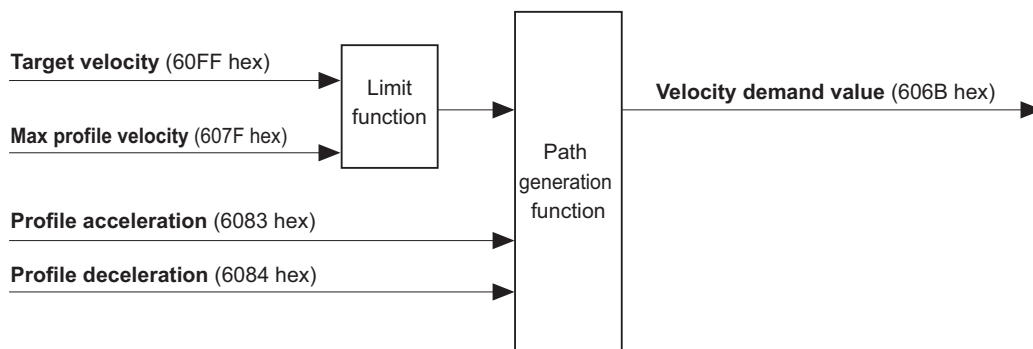 Target velocity (60FF hex)
Limit
function
Max profile velocity (607F hex)
Velocity demand value (606B hex)
Path
generation
function
Profile acceleration (6083 hex)
Profile deceleration (6084 hex)